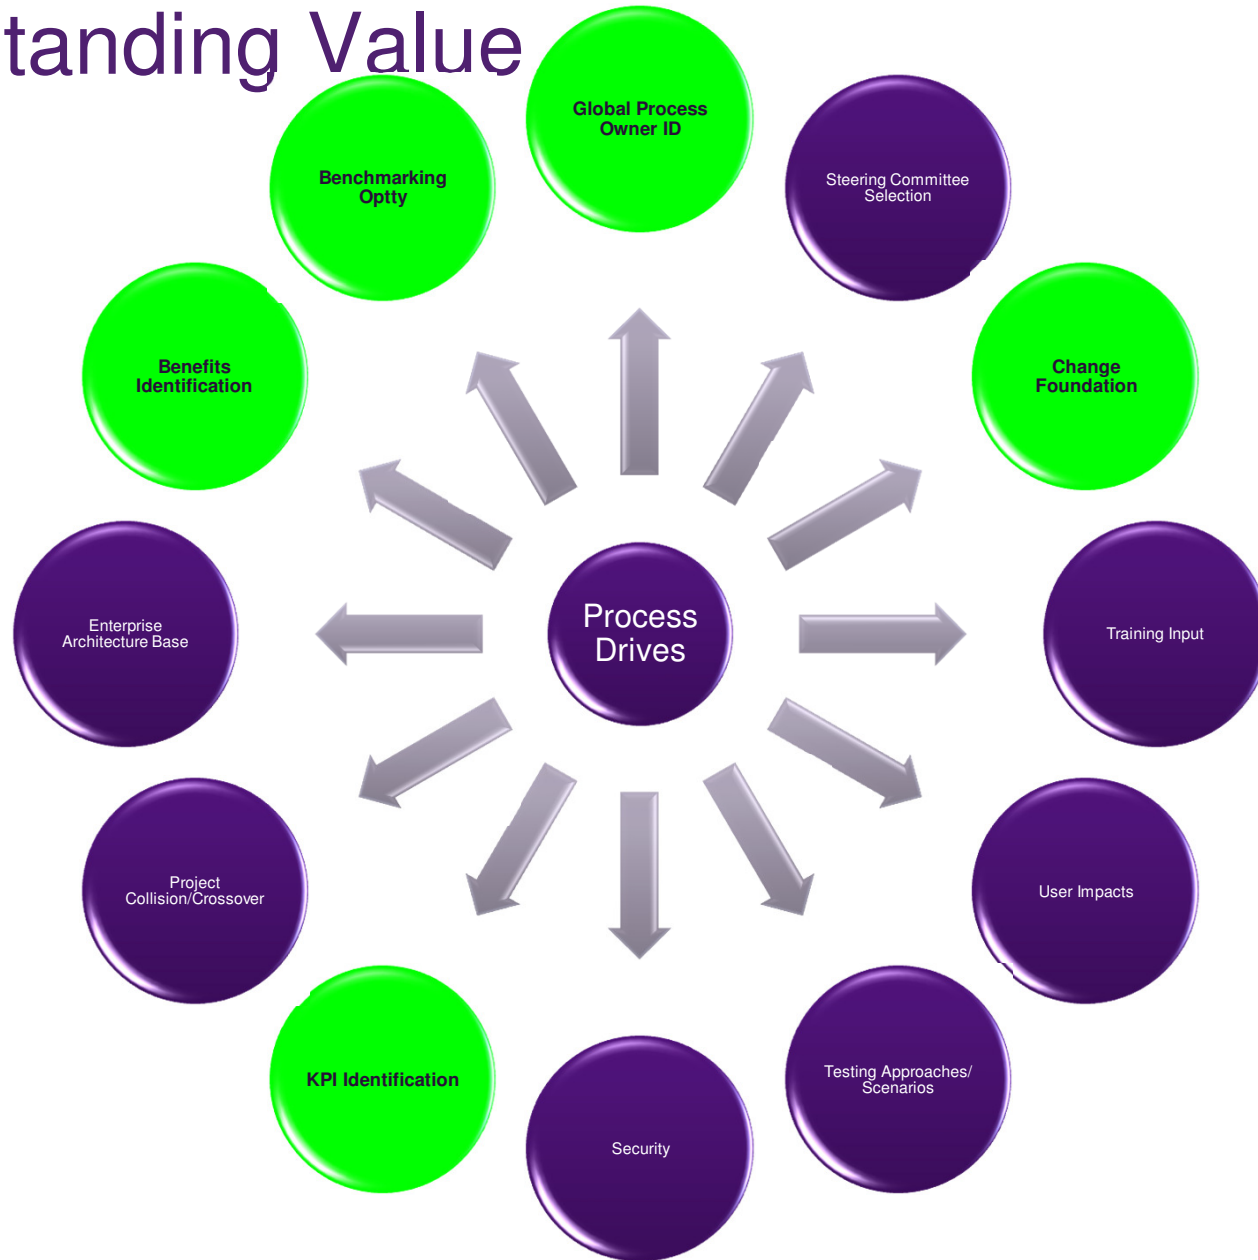 tanding Value
Global Process
Owner ID
Steering Committee
Selection
Change
Foundation
Training Input
User Impacts
Testing Approaches/
Scenarios
Security
KPI Identification
Project
Collision/Crossover
Enterprise
Architecture Base
Benefits
Identification
Benchmarking
Optty
Process
Drives